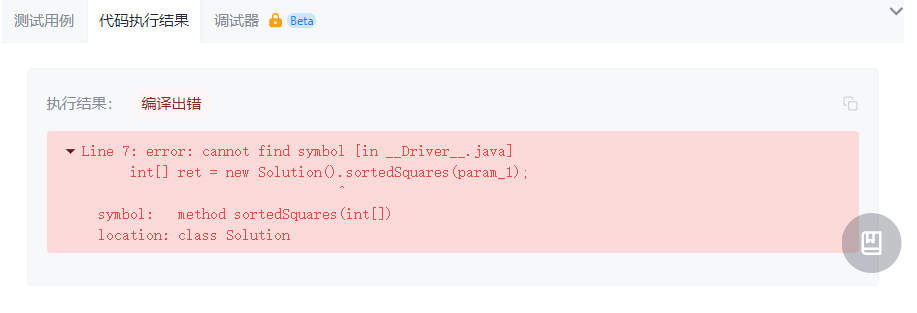 测试用例 代码执行结果 调试器 Beta
执行结果： 编译出错
Line 7: error: cannot find symbol [in __Driver__.java]
int[] ret = new Solution().sortedSquares(param_1);
^
symbol: method sortedSquares(int[])
location: class Solution